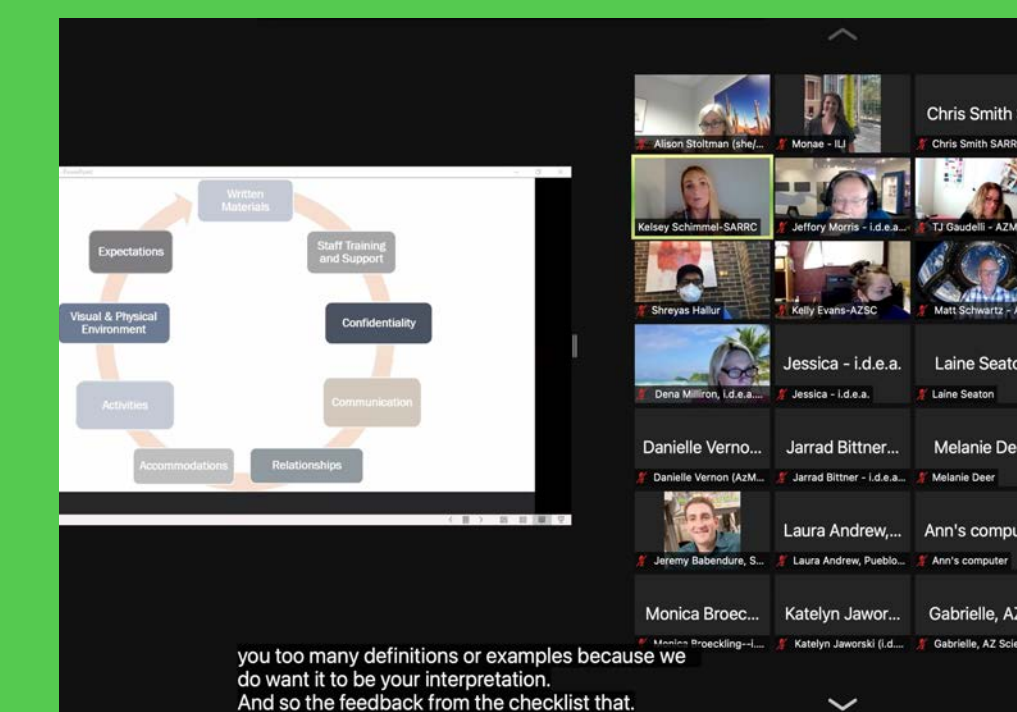 PowerPoint
Written
Materials
Staff Training
and Support
Confidentiality
Communication
Relationships
Accommodations
Activities
Visual & Physical
Environment
Expectations
Alison Stoltman (she/...
Monae - ILI
Chris Smith
Chris Smith SARR
Kelsey Schimmel-SARRC
Jeffory Morris - i.d.e.a...
TJ Gaudelli - AZM
Shreyas Hallur
Kelly Evans-AZSC
Matt Schwartz - A
Dena Milliron, i.d.e.a....
Jessica - i.d.e.a.
Jessica - i.d.e.a.
Laine Seato
Laine Seaton
Danielle Verno...
Danielle Vernon (AzM...
Jarrad Bittner...
Jarrad Bittner - i.d.e.a...
Melanie Dee
Melanie Deer
Jeremy Babendure, S...
Laura Andrew,...
Laura Andrew, Pueblo...
Ann's compu
Ann's computer
Monica Broec...
Monica Broeckling--i....
Katelyn Jawor...
Katelyn Jaworski (i.d....
Gabrielle, AZ
Gabrielle, AZ Scie
you too many definitions or examples because we
do want it to be your interpretation.
And so the feedback from the checklist that.